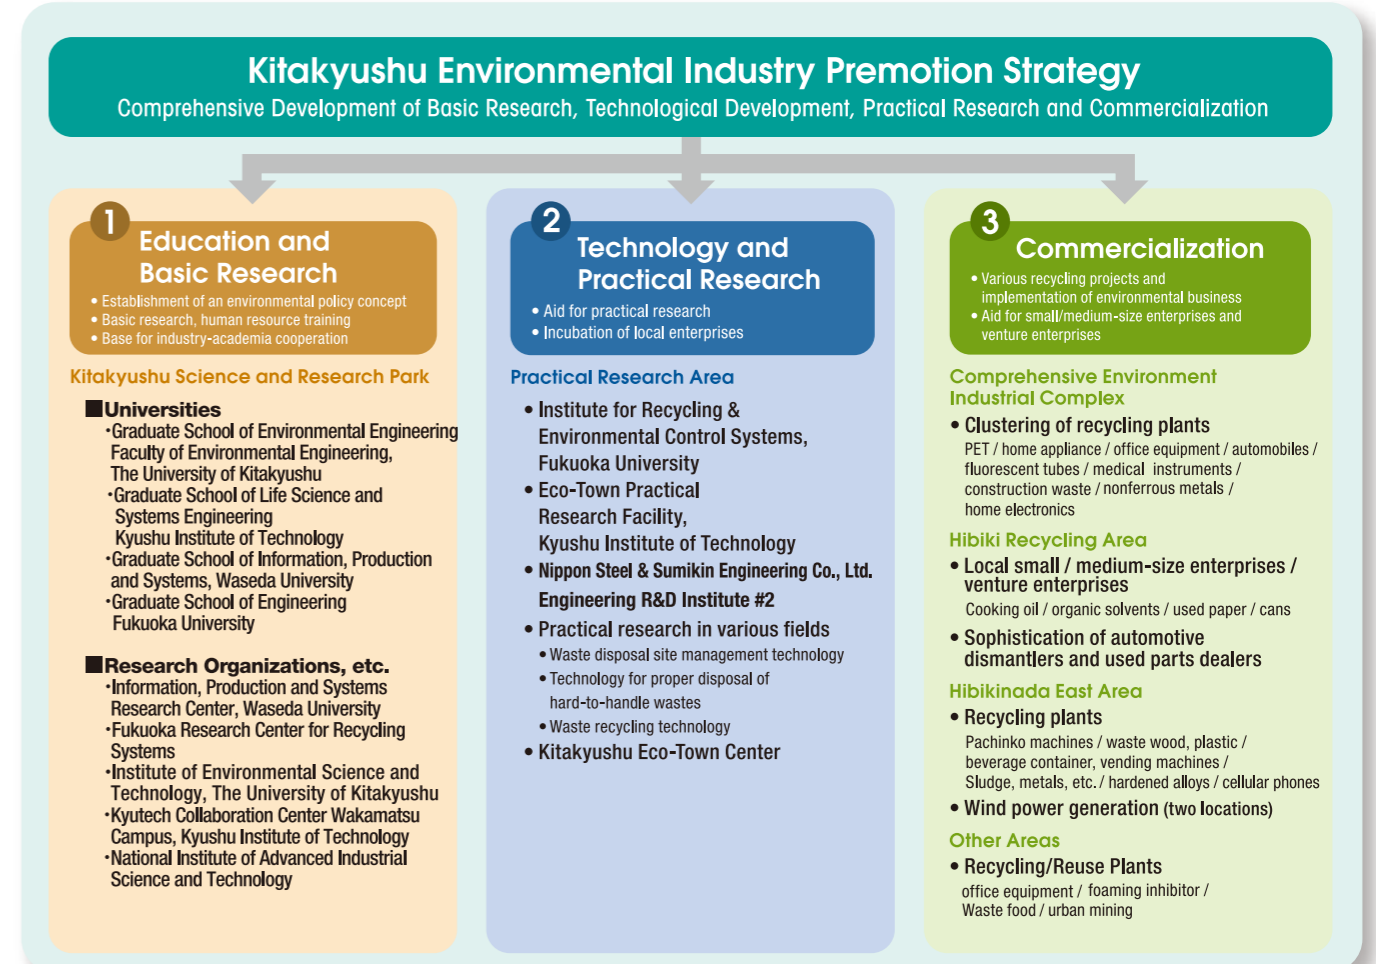 Kitakyushu Environmental Industry Premotion Strategy
Comprehensive Development of Basic Research, Technological Development, Practical Research and Commercialization
1
Education and
Basic Research
• Establishment of an environmental policy concept
• Basic research, human resource training
• Base for industry-academia cooperation
Kitakyushu Science and Research Park
■Universities
・Graduate School of Environmental Engineering
Faculty of Environmental Engineering,
The University of Kitakyushu
・Graduate School of Life Science and
Systems Engineering
Kyushu Institute of Technology
・Graduate School of Information, Production
and Systems, Waseda University
・Graduate School of Engineering
Fukuoka University
■Research Organizations, etc.
・Information, Production and Systems
Research Center, Waseda University
・Fukuoka Research Center for Recycling
Systems
・Institute of Environmental Science and
Technology, The University of Kitakyushu
・Kyutech Collaboration Center Wakamatsu
Campus, Kyushu Institute of Technology
・National Institute of Advanced Industrial
Science and Technology
2
Technology and
Practical Research
• Aid for practical research
• Incubation of local enterprises
Practical Research Area
• Institute for Recycling &
Environmental Control Systems,
Fukuoka University
• Eco-Town Practical
Research Facility,
Kyushu Institute of Technology
• Nippon Steel & Sumikin Engineering Co., Ltd.
Engineering R&D Institute #2
• Practical research in various fields
• Waste disposal site management technology
• Technology for proper disposal of
hard-to-handle wastes
• Waste recycling technology
• Kitakyushu Eco-Town Center
3
Commercialization
• Various recycling projects and
implementation of environmental business
• Aid for small/medium-size enterprises and
venture enterprises
Comprehensive Environment
Industrial Complex
• Clustering of recycling plants
PET / home appliance / office equipment / automobiles /
fluorescent tubes / medical instruments /
construction waste / nonferrous metals /
home electronics
Hibiki Recycling Area
• Local small / medium-size enterprises /
venture enterprises
Cooking oil / organic solvents / used paper / cans
• Sophistication of automotive
dismantlers and used parts dealers
Hibikinada East Area
• Recycling plants
Pachinko machines / waste wood, plastic /
beverage container, vending machines /
Sludge, metals, etc. / hardened alloys / cellular phones
• Wind power generation (two locations)
Other Areas
• Recycling/Reuse Plants
office equipment / foaming inhibitor /
Waste food / urban mining